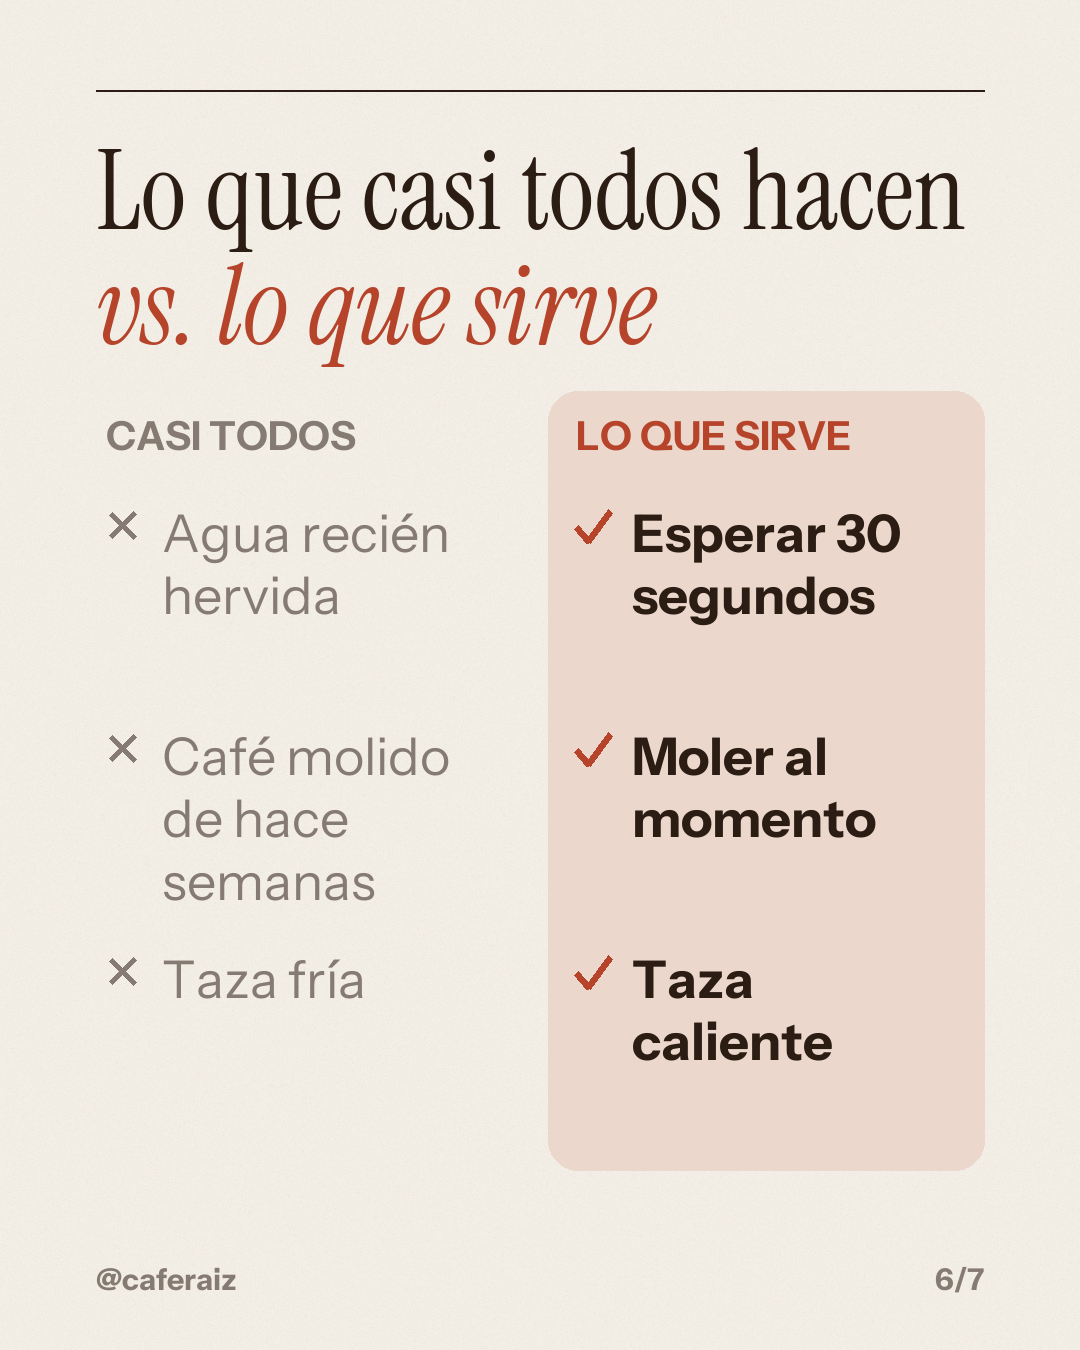 Lo que casi todos hacen
vs. lo que sirve
CASI TODOS
Agua recién
hervida
Café molido
de hace
semanas
Taza fría
LO QUE SIRVE
Esperar 30
segundos
Moler al
momento
Taza
caliente
@caferaiz
6/7